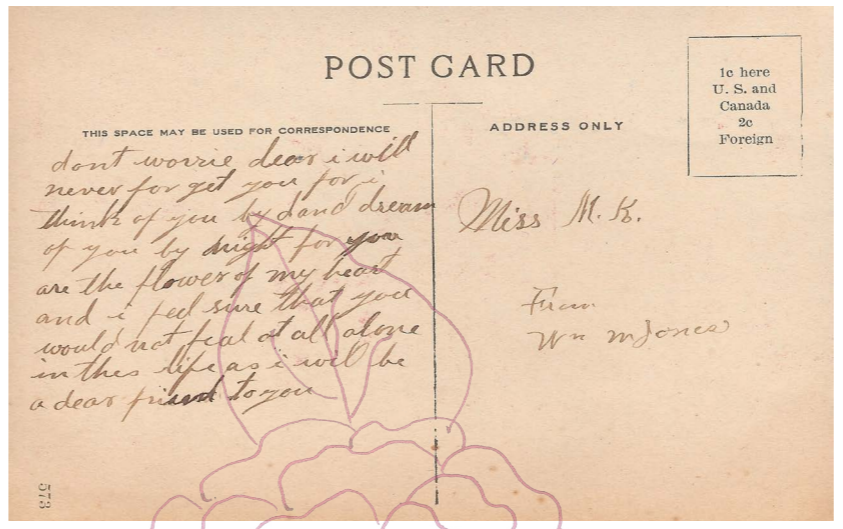 POST CARD
1c here
U. S. and
Canada
2c
Foreign
THIS SPACE MAY BE USED FOR CORRESPONDENCE
ADDRESS ONLY
dont worrie dear i will
never for get you for i
think of you by d and dream
of you by night for you
are the flower of my heart
and i feel sure that you
would not feal at all alone
in thes life as i will be
a dear friend to you
Miss M. K.
From
Wm m Jones
573